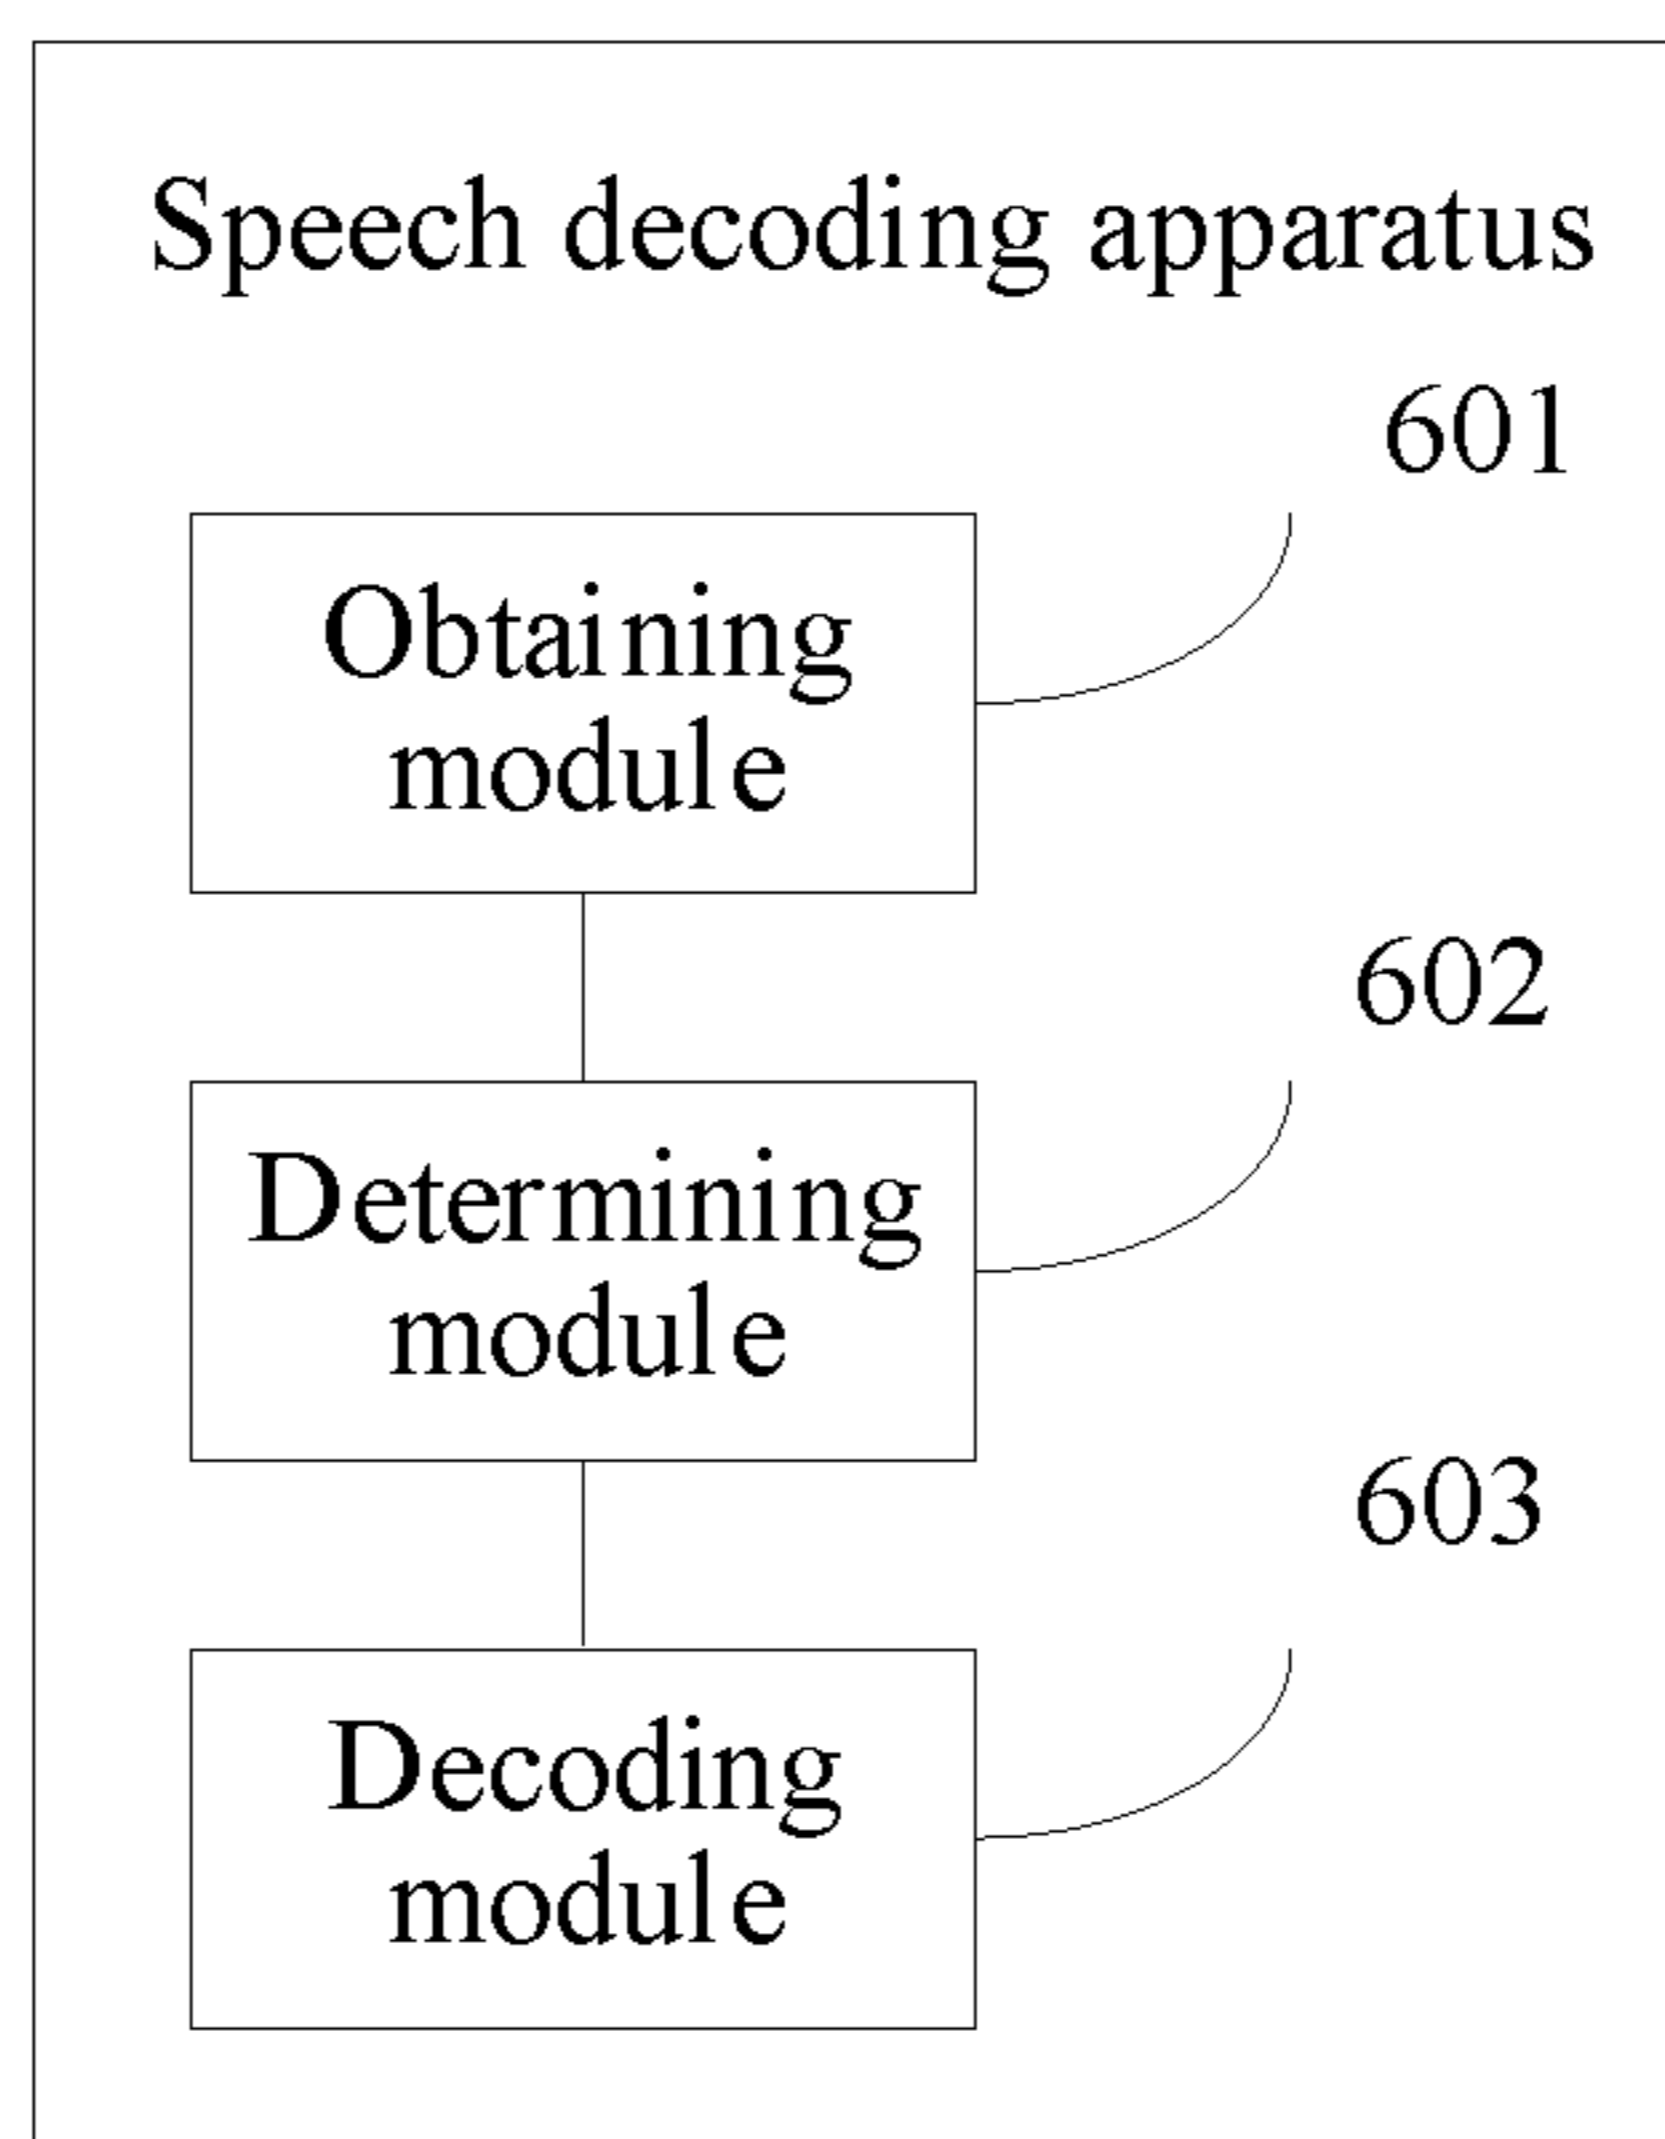 Speech decoding apparatus
601
Obtaining
module
602
Determining
module
603
Decoding
module